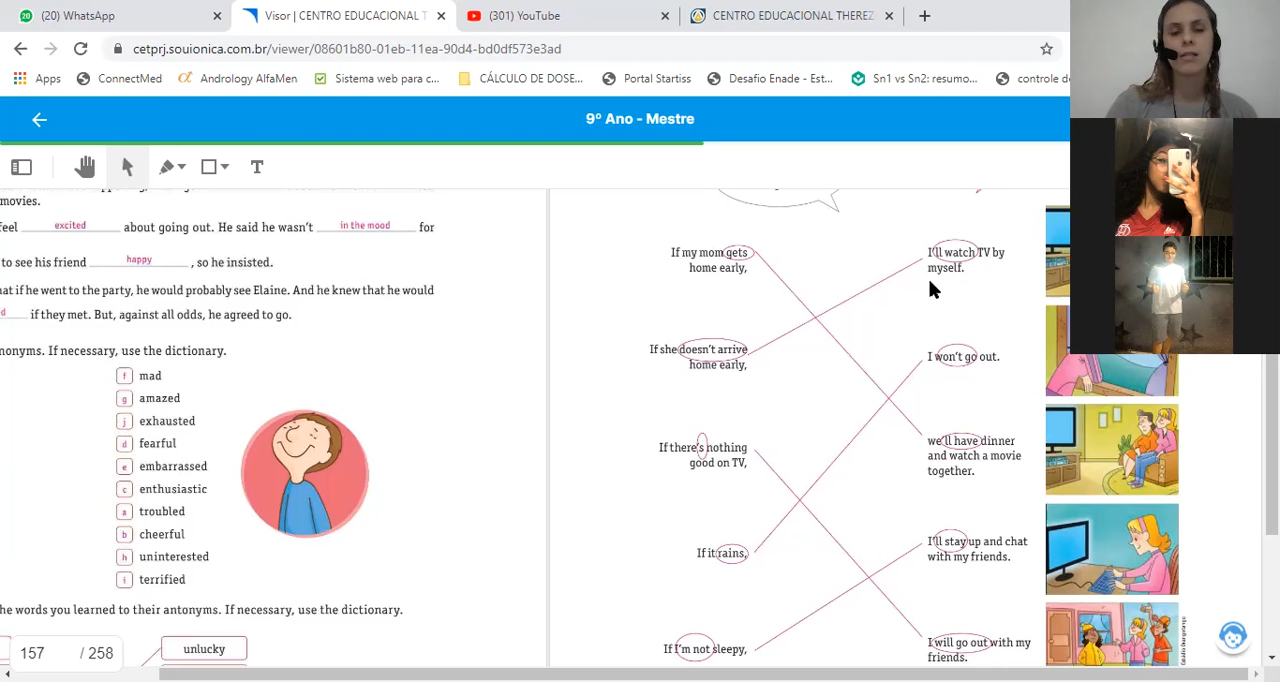 (20) WhatsApp
Visor | CENTRO EDUCACIONAL T
(301) YouTube
CENTRO EDUCACIONAL THEREZ
cetprj.souionica.com.br/viewer/08601b80-01eb-11ea-90d4-bd0df573e3ad
Apps
ConnectMed
Andrology AlfaMen
Sistema web para c...
CÁLCULO DE DOSE...
Portal Startiss
Desafio Enade - Est...
Sn1 vs Sn2: resumo...
controle d
9º Ano - Mestre
T
movies.
feel excited about going out. He said he wasn't in the mood for
to see his friend happy, so he insisted.
hat if he went to the party, he would probably see Elaine. And he knew that he would
d if they met. But, against all odds, he agreed to go.
nonyms. If necessary, use the dictionary.
f mad
g amazed
j exhausted
d fearful
e embarrassed
c enthusiastic
a troubled
b cheerful
h uninterested
i terrified
he words you learned to their antonyms. If necessary, use the dictionary.
unlucky
157 / 258
If my mom gets
home early,
If she doesn't arrive
home early,
If there's nothing
good on TV,
If it rains,
If I'm not sleepy,
I'll watch TV by
myself.
I won't go out.
we'll have dinner
and watch a movie
together.
I'll stay up and chat
with my friends.
I will go out with my
friends.